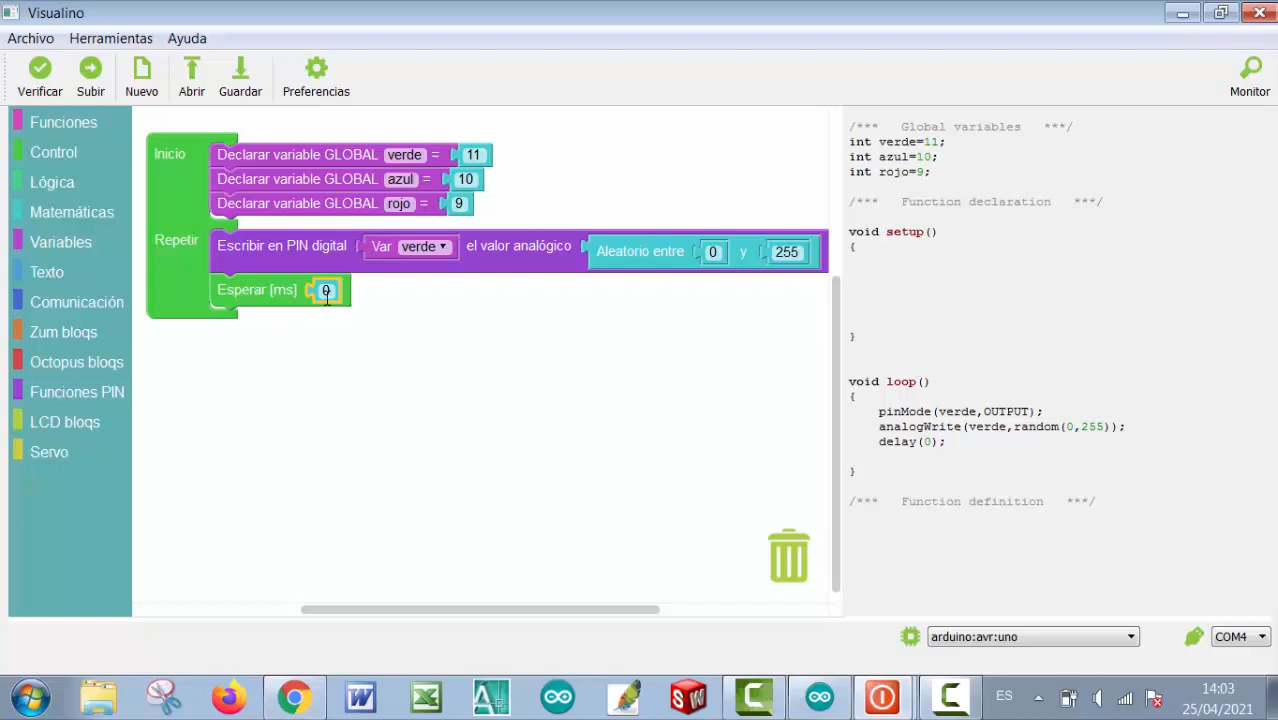 Visualino
Archivo Herramientas Ayuda
Verificar Subir Nuevo Abrir Guardar Preferencias Monitor
Funciones
Control
Lógica
Matemáticas
Variables
Texto
Comunicación
Zum bloqs
Octopus bloqs
Funciones PIN
LCD bloqs
Servo
Inicio
Declarar variable GLOBAL verde = 11
Declarar variable GLOBAL azul = 10
Declarar variable GLOBAL rojo = 9
Repetir
Escribir en PIN digital Var verde el valor analógico Aleatorio entre 0 y 255
Esperar [ms] 0
/*** Global variables ***/
int verde=11;
int azul=10;
int rojo=9;
/*** Function declaration ***/
void setup()
{
}
void loop()
{
pinMode(verde,OUTPUT);
analogWrite(verde,random(0,255));
delay(0);
}
/*** Function definition ***/
arduino:avr:uno COM4
ES
14:03
25/04/2021